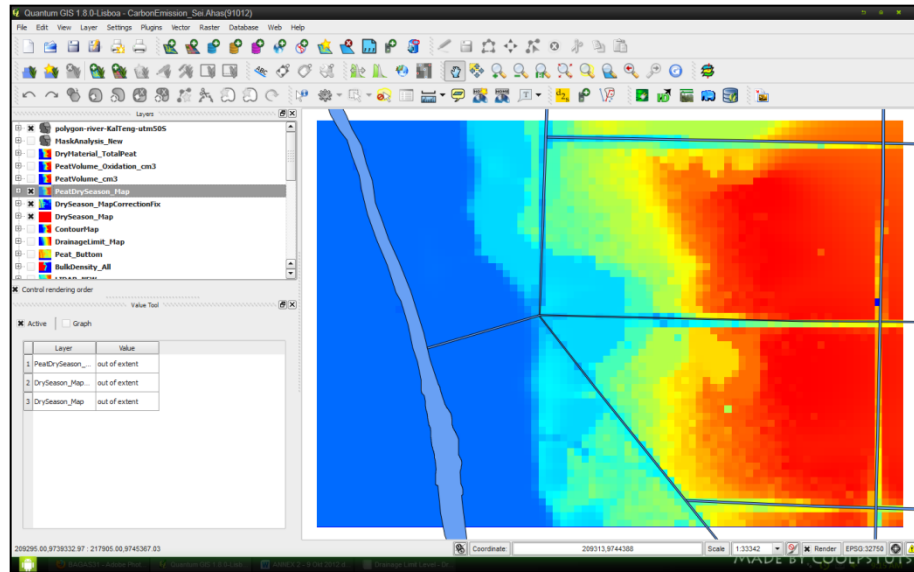 Quantum GIS 1.8.0-Lisboa - CarbonEmission_Sei.Ahas(91012)
File Edit View Layer Settings Plugins Vector Raster Database Web Help
Layers
polygon-river-KalTeng-utm50S
MaskAnalysis_New
DryMaterial_TotalPeat
PeatVolume_Oxidation_cm3
PeatVolume_cm3
PeatDrySeason_Map
DrySeason_MapCorrectionFix
DrySeason_Map
ContourMap
DrainageLimit_Map
Peat_Buttom
BulkDensity_All
Control rendering order
Value Tool
Active Graph
Layer Value
1 PeatDrySeason_... out of extent
2 DrySeason_Map... out of extent
3 DrySeason_Map out of extent
209295.00,9738332.97 : 217905.00,9745367.03 Coordinate: 209313,9744388 Scale 1:33342 Render EPSG:32750
MADE BY COOLPSTUTS